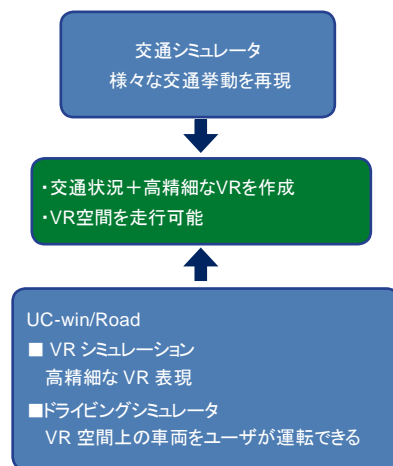 交通シミュレータ
様々な交通挙動を再現
・交通状況＋高精細なVRを作成
・VR空間を走行可能
UC-win/Road
■ VR シミュレーション
高精細な VR 表現
■ドライビングシミュレータ
VR 空間上の車両をユーザが運転できる